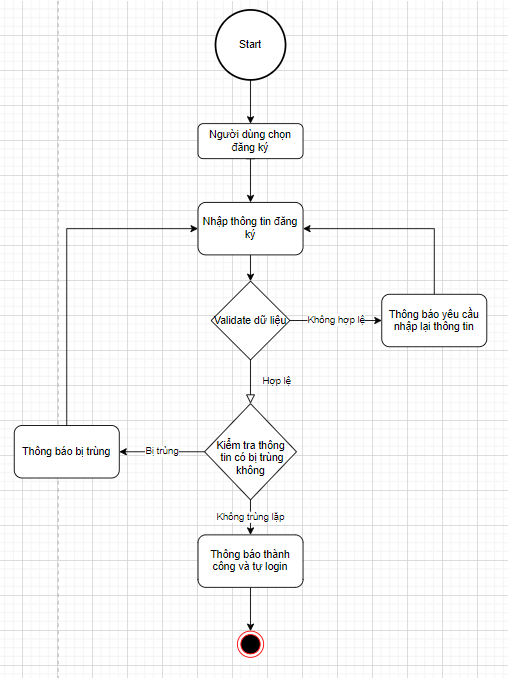 Start
Người dùng chọn
đăng ký
Nhập thông tin đăng
ký
Validate dữ liệu
Không hợp lệ
Thông báo yêu cầu
nhập lại thông tin
Hợp lệ
Kiểm tra thông
tin có bị trùng
không
Bị trùng
Thông báo bị trùng
Không trùng lặp
Thông báo thành
công và tự login